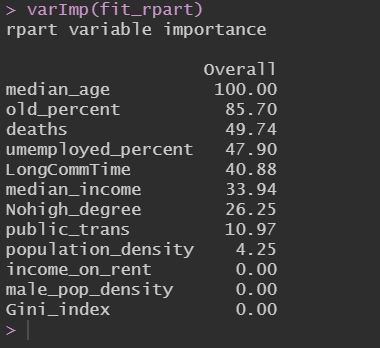 > varImp(fit_rpart)
rpart variable importance
Overall
median_age 100.00
old_percent 85.70
deaths 49.74
umemployed_percent 47.90
LongCommTime 40.88
median_income 33.94
Nohigh_degree 26.25
public_trans 10.97
population_density 4.25
income_on_rent 0.00
male_pop_density 0.00
Gini_index 0.00
>